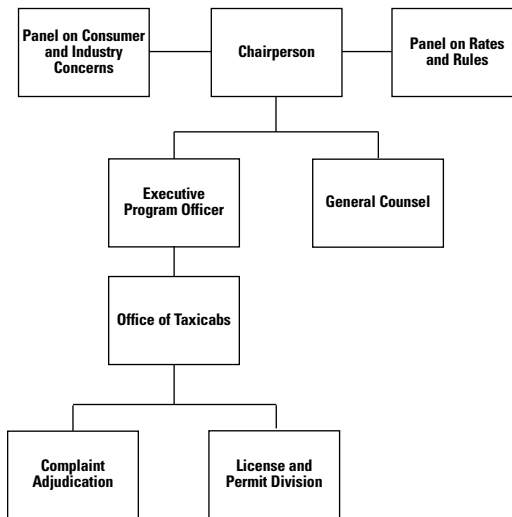 Panel on Consumer
and Industry
Concerns
Chairperson
Panel on Rates
and Rules
Executive
Program Officer
General Counsel
Office of Taxicabs
Complaint
Adjudication
License and
Permit Division